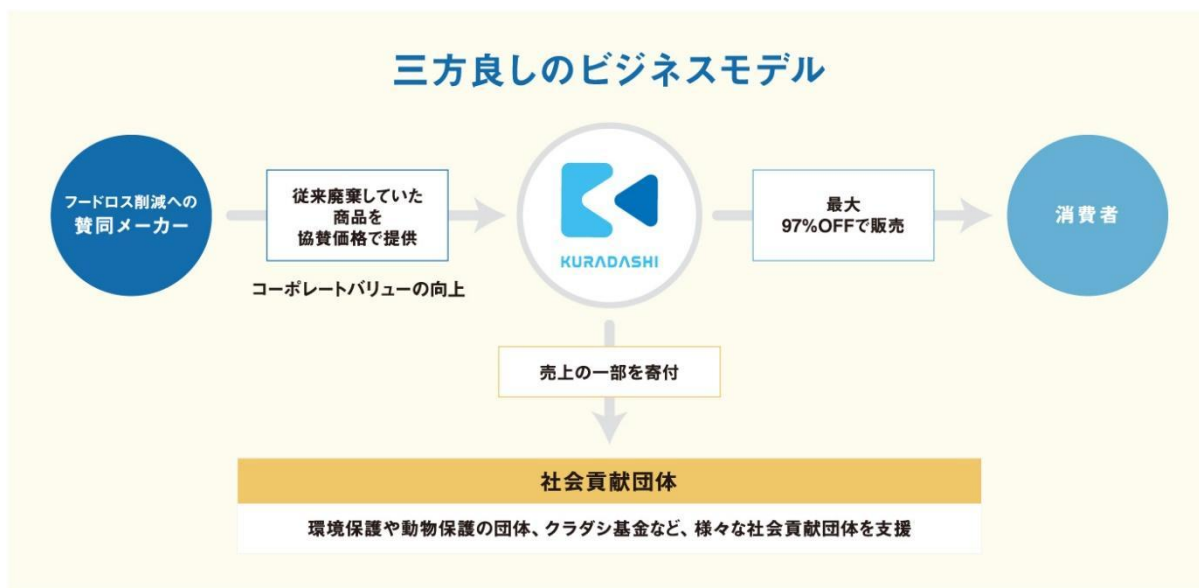 三方良しのビジネスモデル
フードロス削減への
賛同メーカー
従来廃棄していた
商品を
協賛価格で提供
コーポレートバリューの向上
KURADASHI
最大
97%OFFで販売
消費者
売上の一部を寄付
社会貢献団体
環境保護や動物保護の団体、クラダシ基金など、様々な社会貢献団体を支援